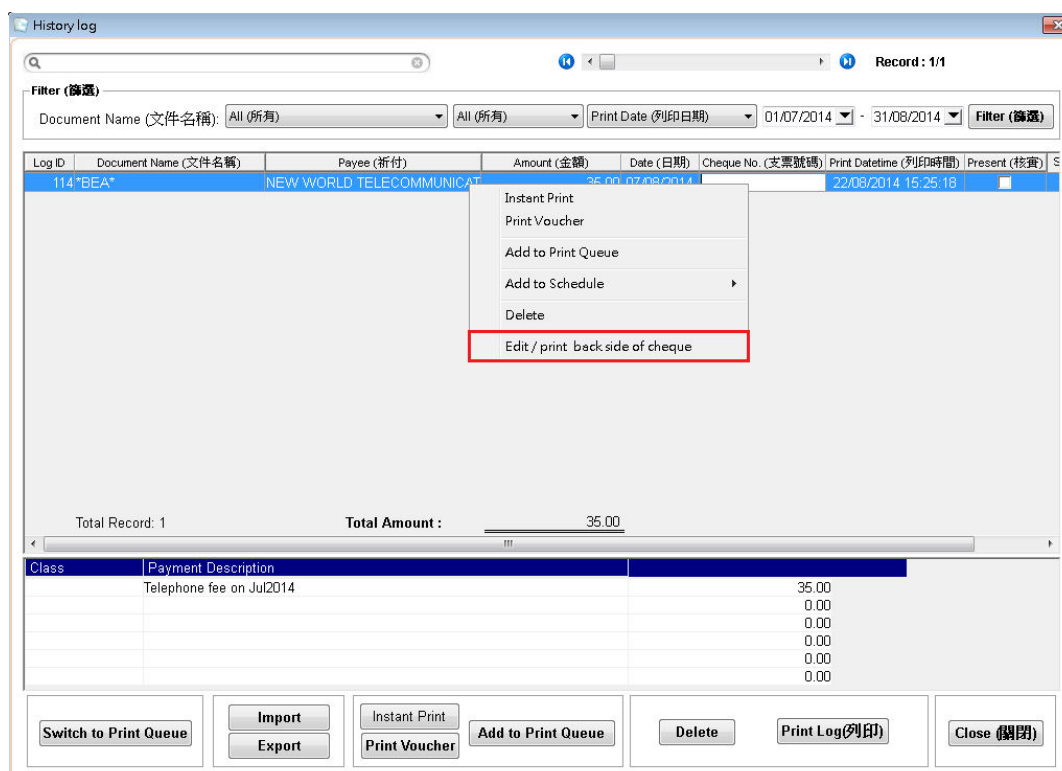 History log
Record : 1/1
Filter (篩選)
Document Name (文件名稱): All (所有) All (所有) Print Date (列印日期) 01/07/2014 - 31/08/2014 Filter (篩選)
Log ID Document Name (文件名稱) Payee (祈付) Amount (金額) Date (日期) Cheque No. (支票號碼) Print Datetime (列印時間) Present (核實) S
114 *BEA* NEW WORLD TELECOMMUNICAT 35.00 07/08/2014 22/08/2014 15:25:18
Instant Print
Print Voucher
Add to Print Queue
Add to Schedule
Delete
Edit / print back side of cheque
Total Record: 1 Total Amount : 35.00
Class Payment Description
Telephone fee on Jul2014 35.00
0.00
0.00
0.00
0.00
0.00
Switch to Print Queue Import Export Instant Print Print Voucher Add to Print Queue Delete Print Log(列印) Close (關閉)